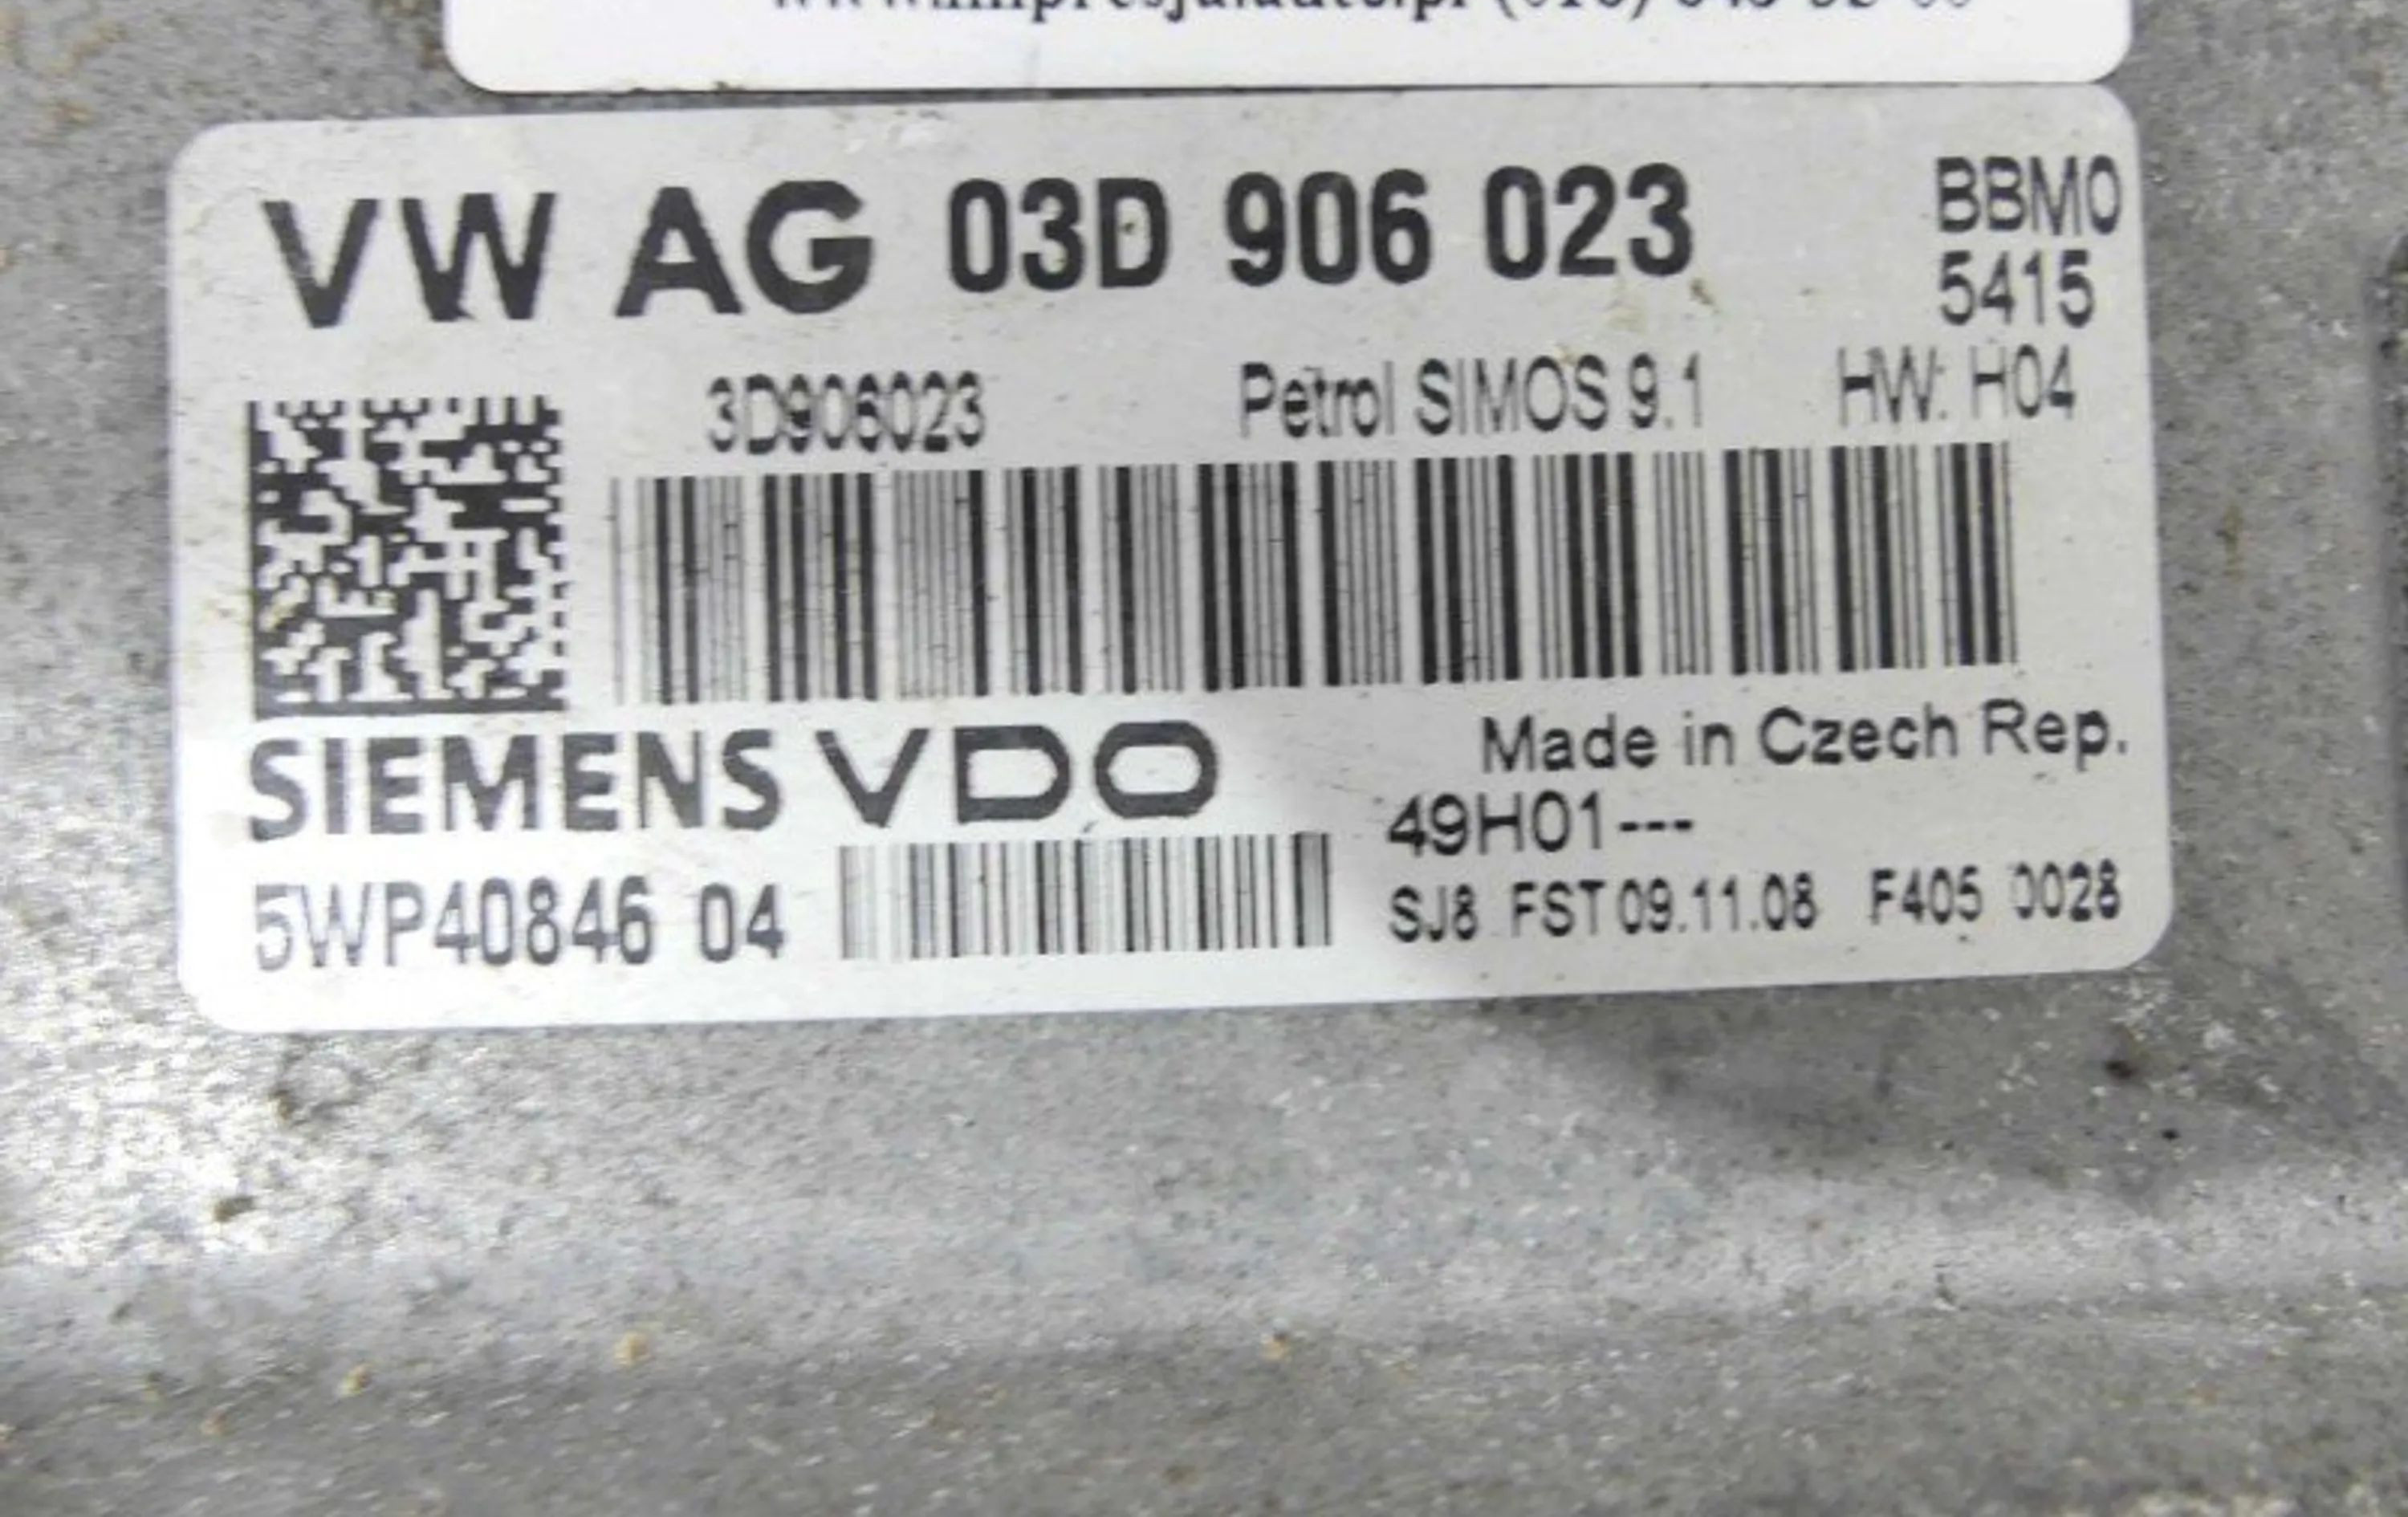 VW AG 03D 906 023
BBM0
5415
3D906023 Petrol SIMOS 9.1 HW: H04
SIEMENS VDO
Made in Czech Rep.
49H01---
5WP40846 04
SJ8 FST 09.11.08 F405 0028